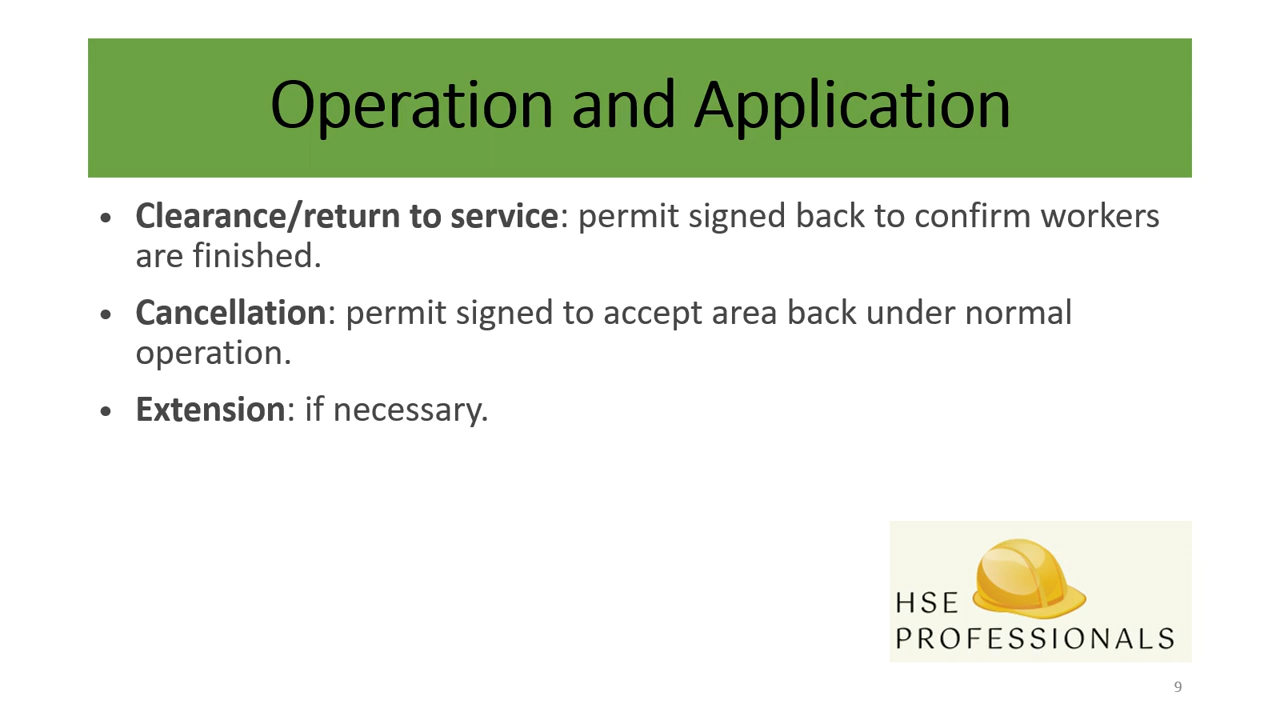 Operation and Application
• Clearance/return to service: permit signed back to confirm workers
are finished.
• Cancellation: permit signed to accept area back under normal
operation.
• Extension: if necessary.
HSE
PROFESSIONALS
9